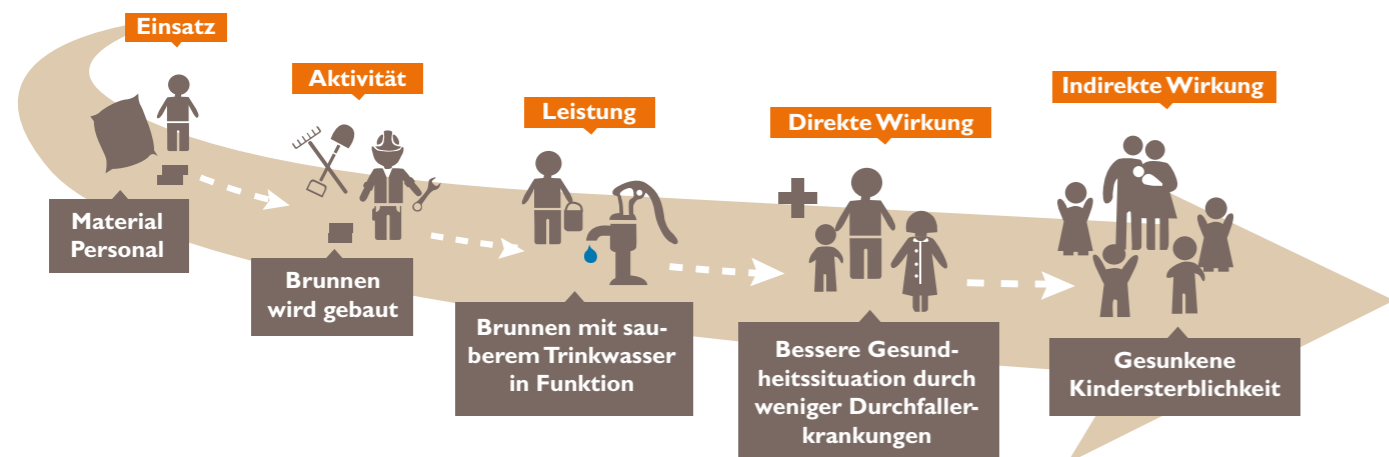 Einsatz
Material
Personal
Aktivität
Brunnen
wird gebaut
Leistung
Brunnen mit sau-
berem Trinkwasser
in Funktion
Direkte Wirkung
Bessere Gesund-
heitssituation durch
weniger Durchfaller-
krankungen
Indirekte Wirkung
Gesunkene
Kindersterblichkeit